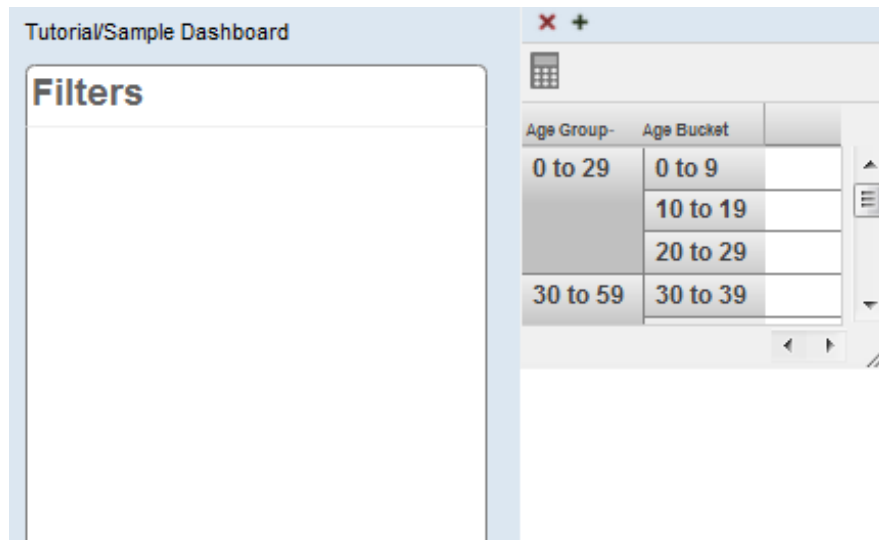 Tutorial/Sample Dashboard
Filters
Age Group- Age Bucket
0 to 29 0 to 9
10 to 19
20 to 29
30 to 59 30 to 39